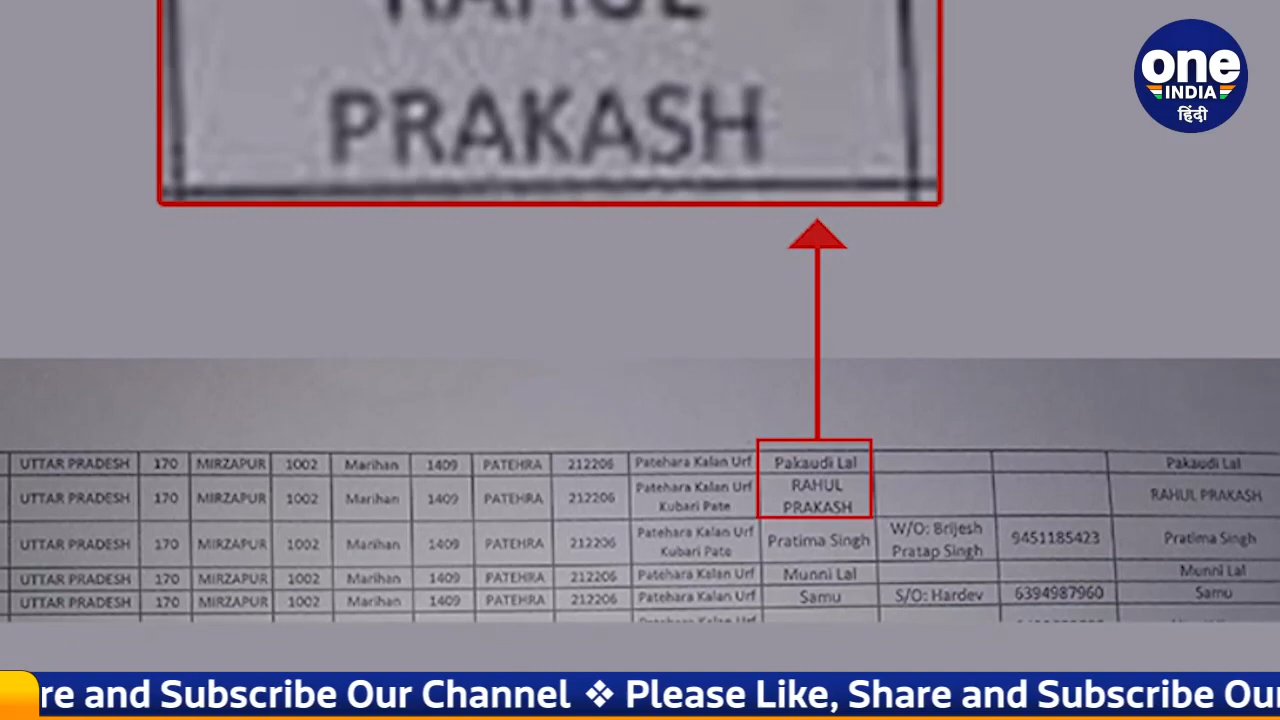 RAHUL
PRAKASH
one
INDIA
हिंदी
UTTAR PRADESH 170 MIRZAPUR 1002 Marihan 1409 PATEHRA 212206 Patehara Kalan Urf Pakaudi Lal Pakaudi Lal
UTTAR PRADESH 170 MIRZAPUR 1002 Marihan 1409 PATEHRA 212206 Patehara Kalan Urf Kubari Pate RAHUL PRAKASH RAHUL PRAKASH
UTTAR PRADESH 170 MIRZAPUR 1002 Marihan 1409 PATEHRA 212206 Patehara Kalan Urf Kubari Pate Pratima Singh W/O: Brijesh Pratap Singh 9451185423 Pratima Singh
UTTAR PRADESH 170 MIRZAPUR 1002 Marihan 1409 PATEHRA 212206 Patehara Kalan Urf Munni Lal Munni Lal
UTTAR PRADESH 170 MIRZAPUR 1002 Marihan 1409 PATEHRA 212206 Patehara Kalan Urf Samu S/O: Hardev 6394987960 Samu
re and Subscribe Our Channel ❖ Please Like, Share and Subscribe Ou